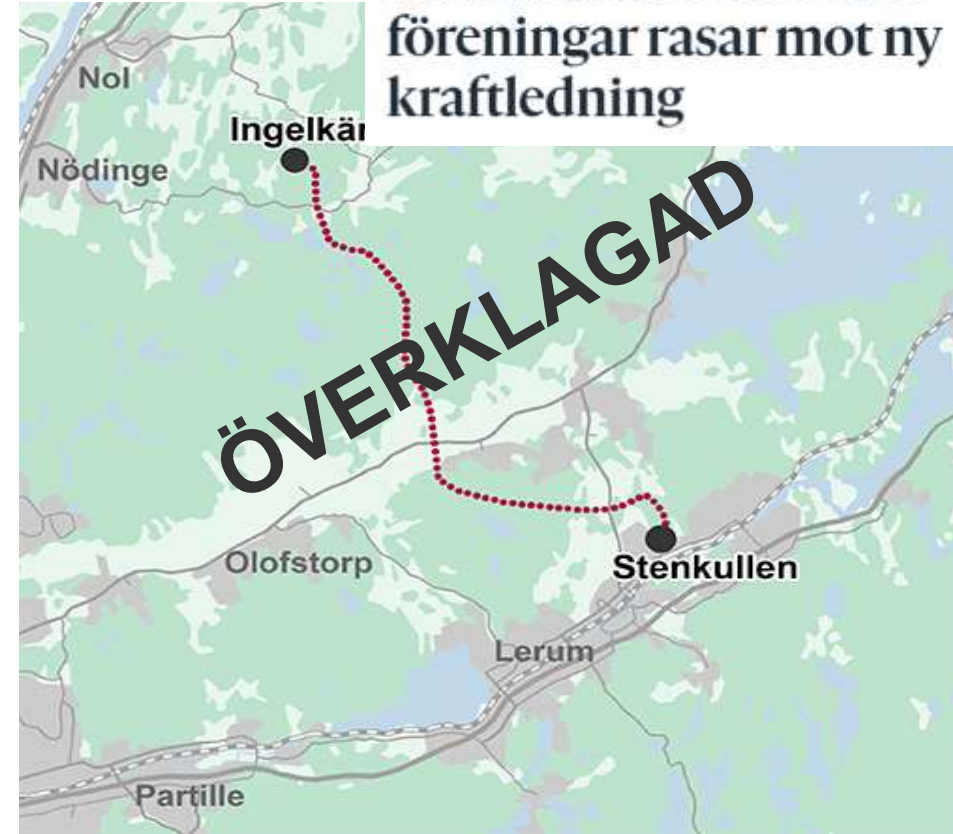 föreningar rasar mot ny
kraftledning
Nol
Ingelkär
Nödinge
ÖVERKLAGAD
Olofstorp
Stenkullen
Lerum
Partille